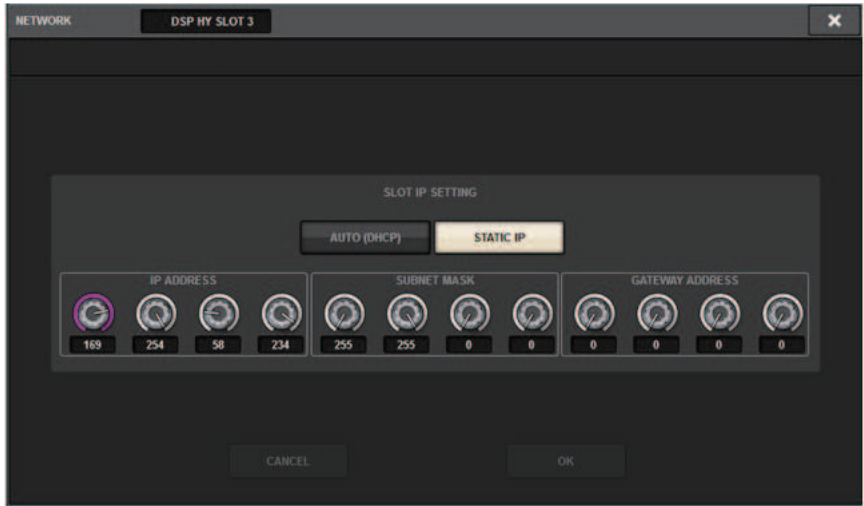 NETWORK DSP HY SLOT 3
SLOT IP SETTING
AUTO (DHCP) STATIC IP
IP ADDRESS SUBNET MASK GATEWAY ADDRESS
169 254 58 234 255 255 0 0 0 0 0 0
CANCEL OK